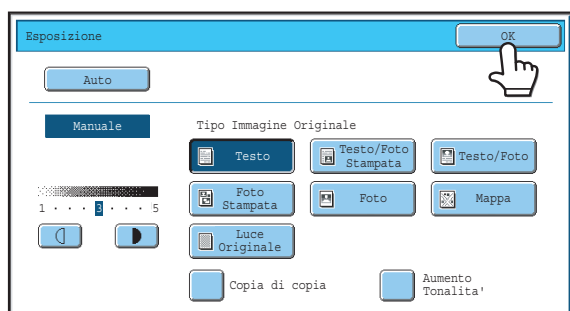 Esposizione
OK
Auto
Manuale
Tipo Immagine Originale
Testo
Testo/Foto
Stampata
Testo/Foto
Foto
Stampata
Foto
Mappa
1 · · · 3 · · · 5
Luce
Originale
Copia di copia
Aumento
Tonalita'